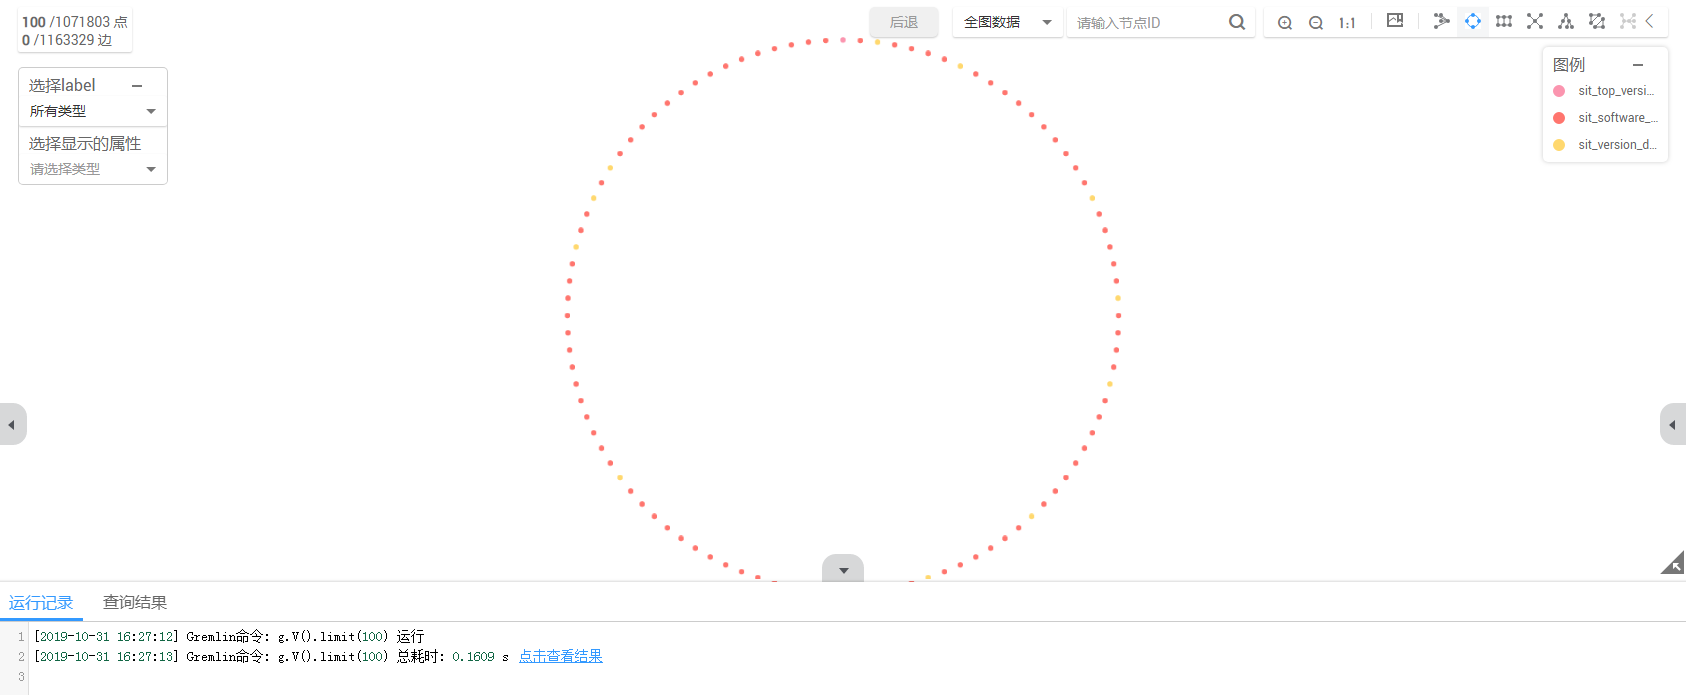 100 /1071803 点
0 /1163329 边
后退
全图数据
请输入节点ID
1:1
选择label
所有类型
选择显示的属性
请选择类型
图例
sit_top_versi...
sit_software_...
sit_version_d...
运行记录 查询结果
1 [2019-10-31 16:27:12] Gremlin命令: g.V().limit(100) 运行
2 [2019-10-31 16:27:13] Gremlin命令: g.V().limit(100) 总耗时: 0.1609 s 点击查看结果
3